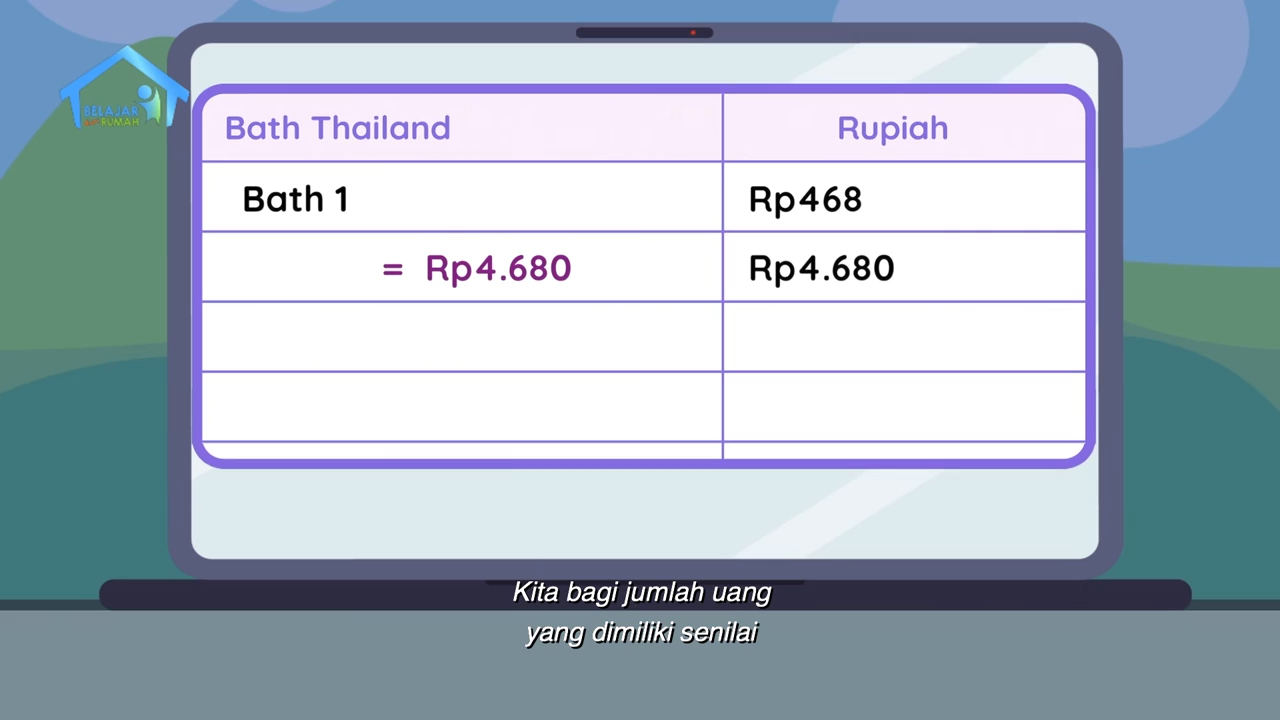 BELAJAR
DARI RUMAH
Bath Thailand Rupiah
Bath 1 Rp468
= Rp4.680 Rp4.680
Kita bagi jumlah uang
yang dimiliki senilai